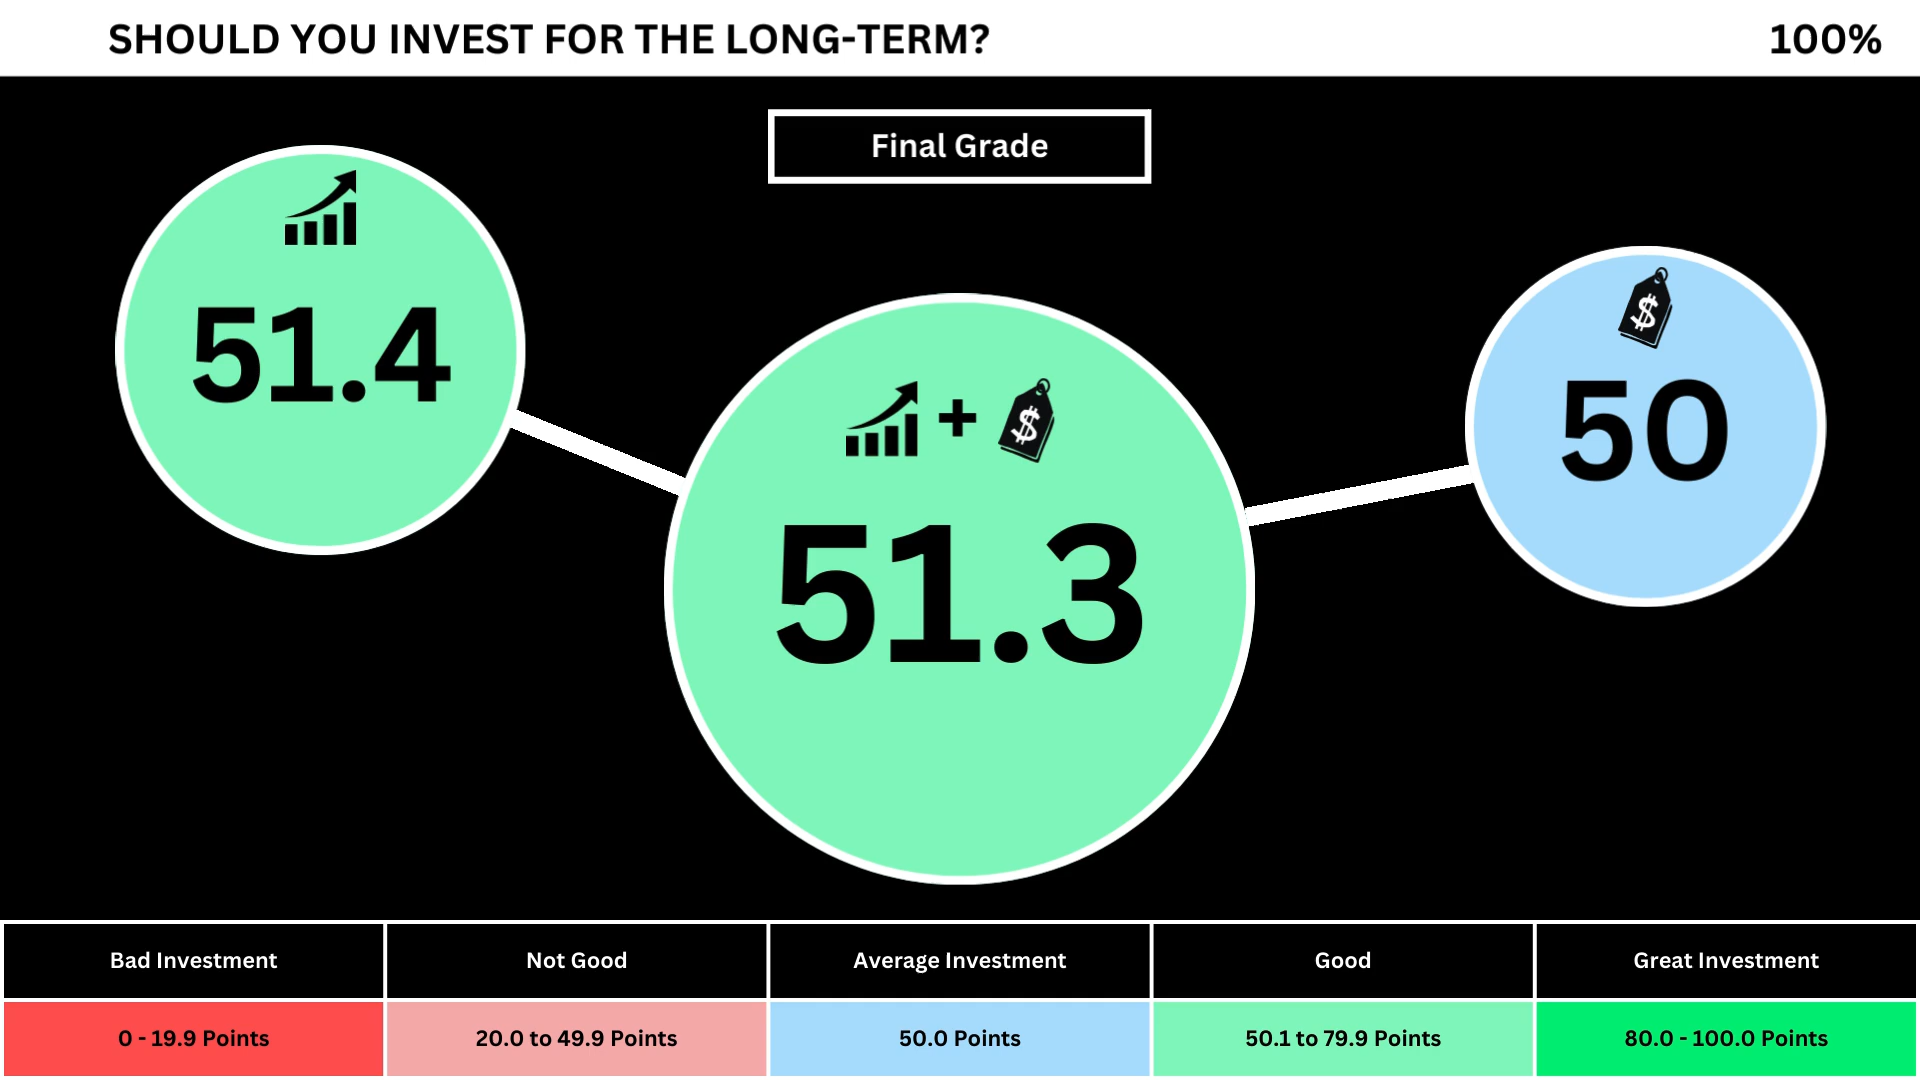 SHOULD YOU INVEST FOR THE LONG-TERM?
100%
Final Grade
51.4
$
50
+ $
51.3
Bad Investment
Not Good
Average Investment
Good
Great Investment
0 - 19.9 Points
20.0 to 49.9 Points
50.0 Points
50.1 to 79.9 Points
80.0 - 100.0 Points